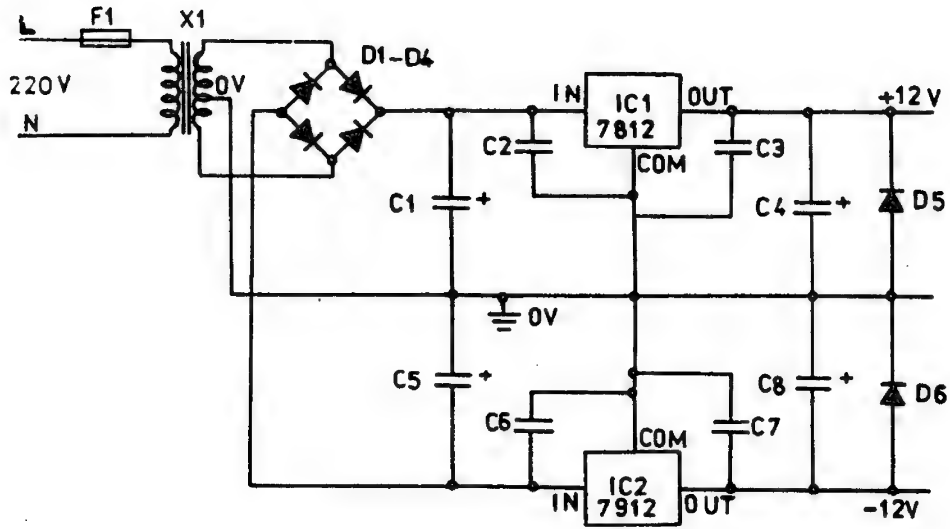 L
F1
X1
D1-D4
220V
0V
N
IN
IC1
7812
OUT
+12V
COM
C2
C3
C1
+
C4
+
D5
0V
C5
+
C8
+
D6
C6
C7
COM
IN
IC2
7912
OUT
-12V